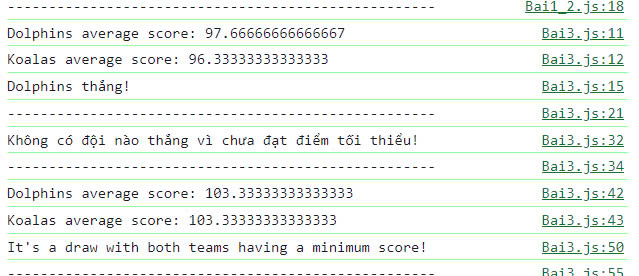 ---------------------------------------------------- Bai1_2.js:18
Dolphins average score: 97.66666666666667 Bai3.js:11
Koalas average score: 96.33333333333333 Bai3.js:12
Dolphins thắng! Bai3.js:15
---------------------------------------------------- Bai3.js:21
Không có đội nào thắng vì chưa đạt điểm tối thiểu! Bai3.js:32
---------------------------------------------------- Bai3.js:34
Dolphins average score: 103.33333333333333 Bai3.js:42
Koalas average score: 103.33333333333333 Bai3.js:43
It's a draw with both teams having a minimum score! Bai3.js:50
---------------------------------------------------- Bai3.js:55